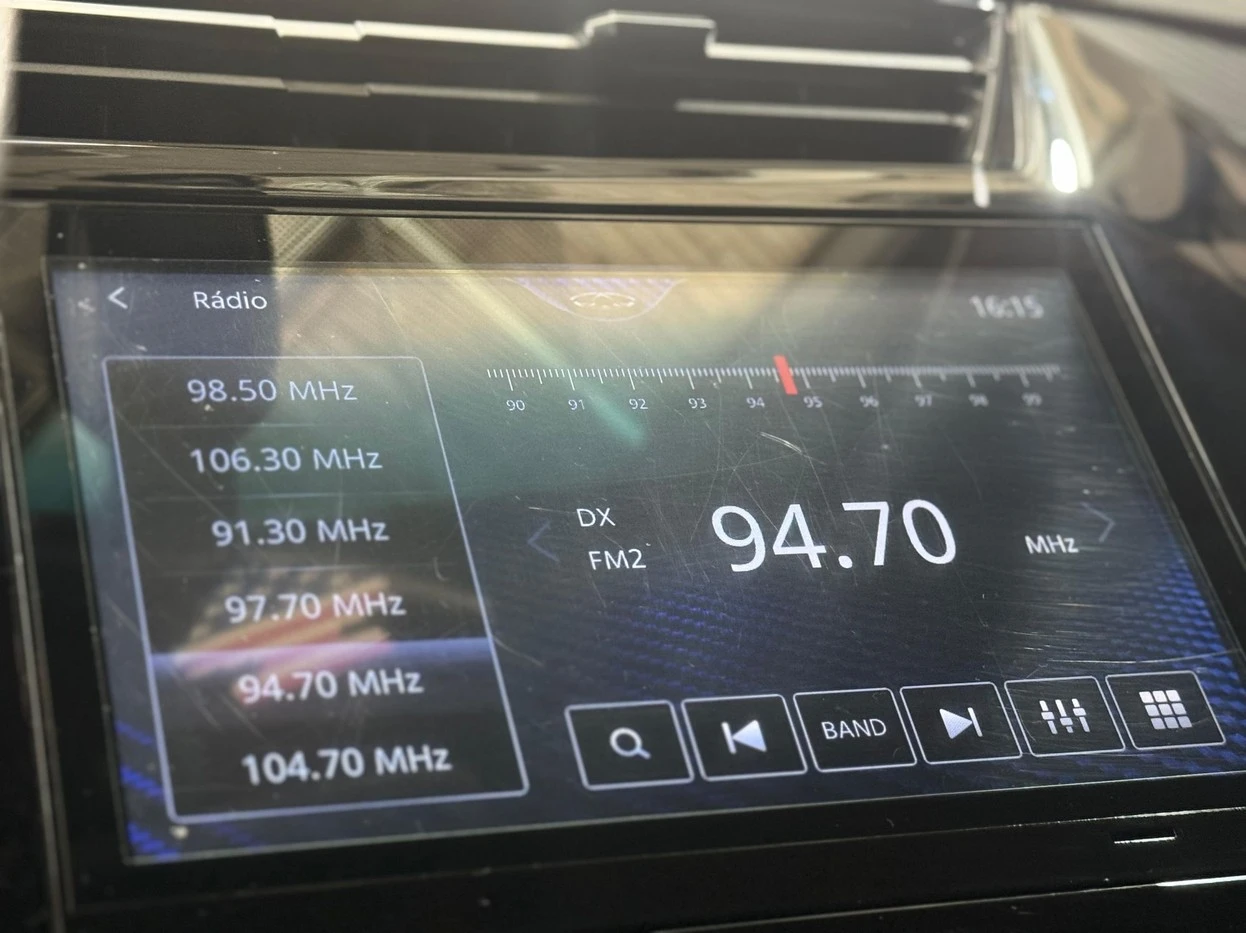 Rádio
16:15
98.50 MHz
106.30 MHz
91.30 MHz
97.70 MHz
94.70 MHz
104.70 MHz
90 91 92 93 94 95 96 97 98 99
DX
FM2
94.70 MHz
BAND